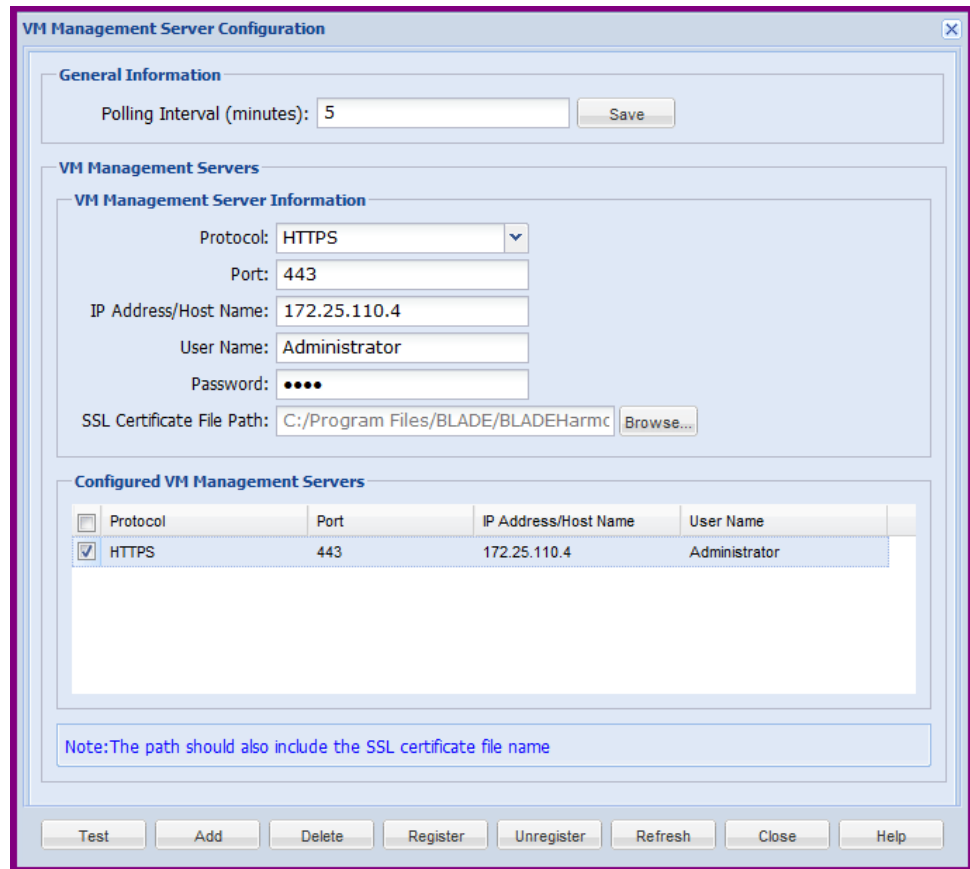 VM Management Server Configuration
General Information
Polling Interval (minutes): 5 Save
VM Management Servers
VM Management Server Information
Protocol: HTTPS
Port: 443
IP Address/Host Name: 172.25.110.4
User Name: Administrator
Password: ••••
SSL Certificate File Path: C:/Program Files/BLADE/BLADEHarmo Browse...
Configured VM Management Servers
Protocol Port IP Address/Host Name User Name
HTTPS 443 172.25.110.4 Administrator
Note:The path should also include the SSL certificate file name
Test Add Delete Register Unregister Refresh Close Help